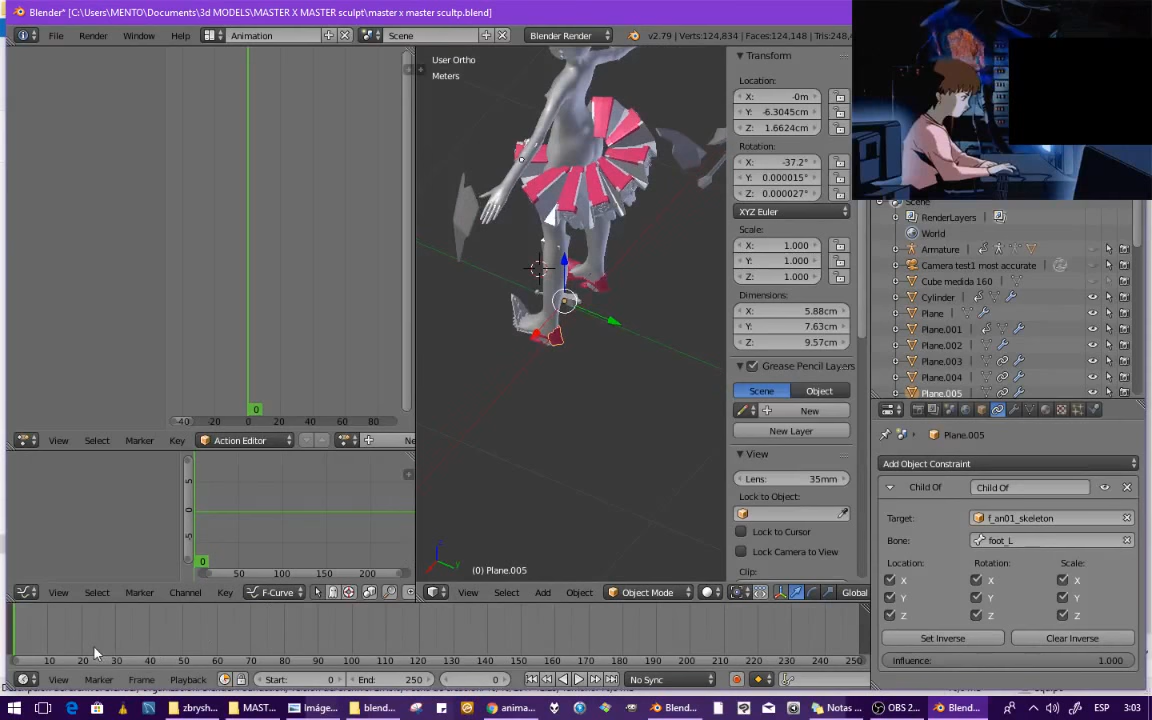 Blender* [C:\Users\MENTO\Documents\3d MODELS\MASTER X MASTER sculpt\master x master scultp.blend]
File Render Window Help Animation Scene Blender Render v2.79 | Verts:124,834 | Faces:124,148 | Tris:248,4
User Ortho
Meters
Transform
Location:
X: -0m
Y: -6.3045cm
Z: 1.6624cm
Rotation:
X: -37.2°
Y: 0.000015°
Z: 0.000027°
XYZ Euler
Scale:
X: 1.000
Y: 1.000
Z: 1.000
Dimensions:
X: 5.88cm
Y: 7.63cm
Z: 9.57cm
Grease Pencil Layers
Scene Object
New
New Layer
View
Lens: 35mm
Lock to Object:
Lock to Cursor
Lock Camera to View
Clip:
Scene
RenderLayers
World
Armature
Camera test1 most accurate
Cube medida 160
Cylinder
Plane
Plane.001
Plane.002
Plane.003
Plane.004
Plane.005
Plane.005
Add Object Constraint
Child Of Child Of
Target: f_an01_skeleton
Bone: foot_L
Location: Rotation: Scale:
X X X
Y Y Y
Z Z Z
Set Inverse Clear Inverse
Influence: 1.000
0
-40 -20 0 20 40 60 80
View Select Marker Key Action Editor Ne
5
0
-5
0
50 100 150 200
View Select Marker Channel Key F-Curve
(0) Plane.005
View Select Add Object Object Mode Global
10 20 30 40 50 60 70 80 90 100 110 120 130 140 150 160 170 180 190 200 210 220 230 240 250
View Marker Frame Playback Start: 0 End: 250 0 No Sync
zbrysh... MAST... Imáge... blend... anima... Blend... Notas ... OBS 2... Blend... ESP 3:03